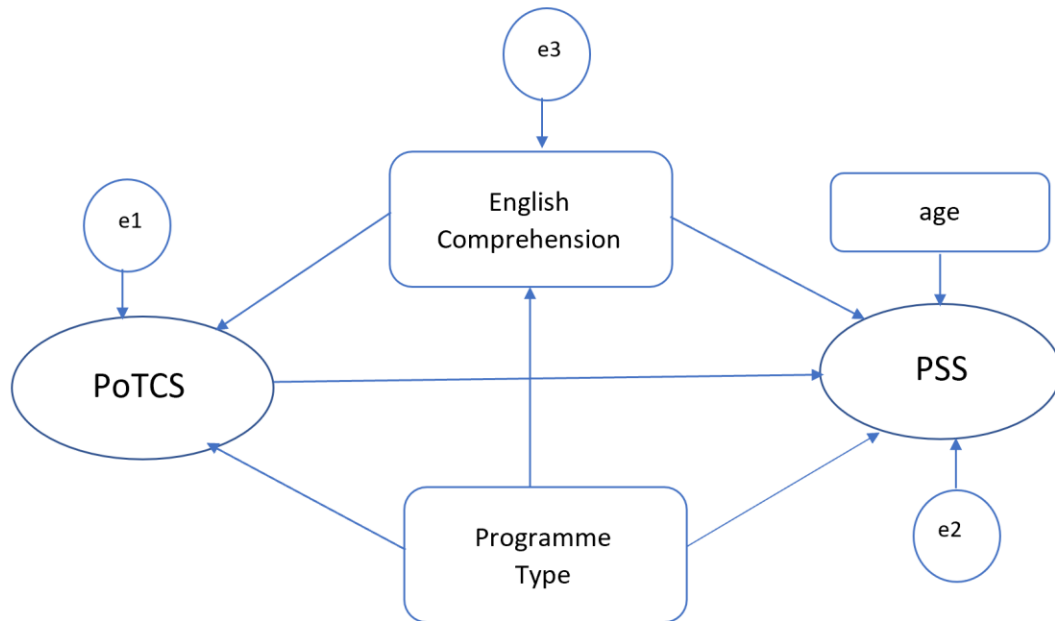 e3
English
Comprehension
e1
age
PoTCS
PSS
Programme
Type
e2